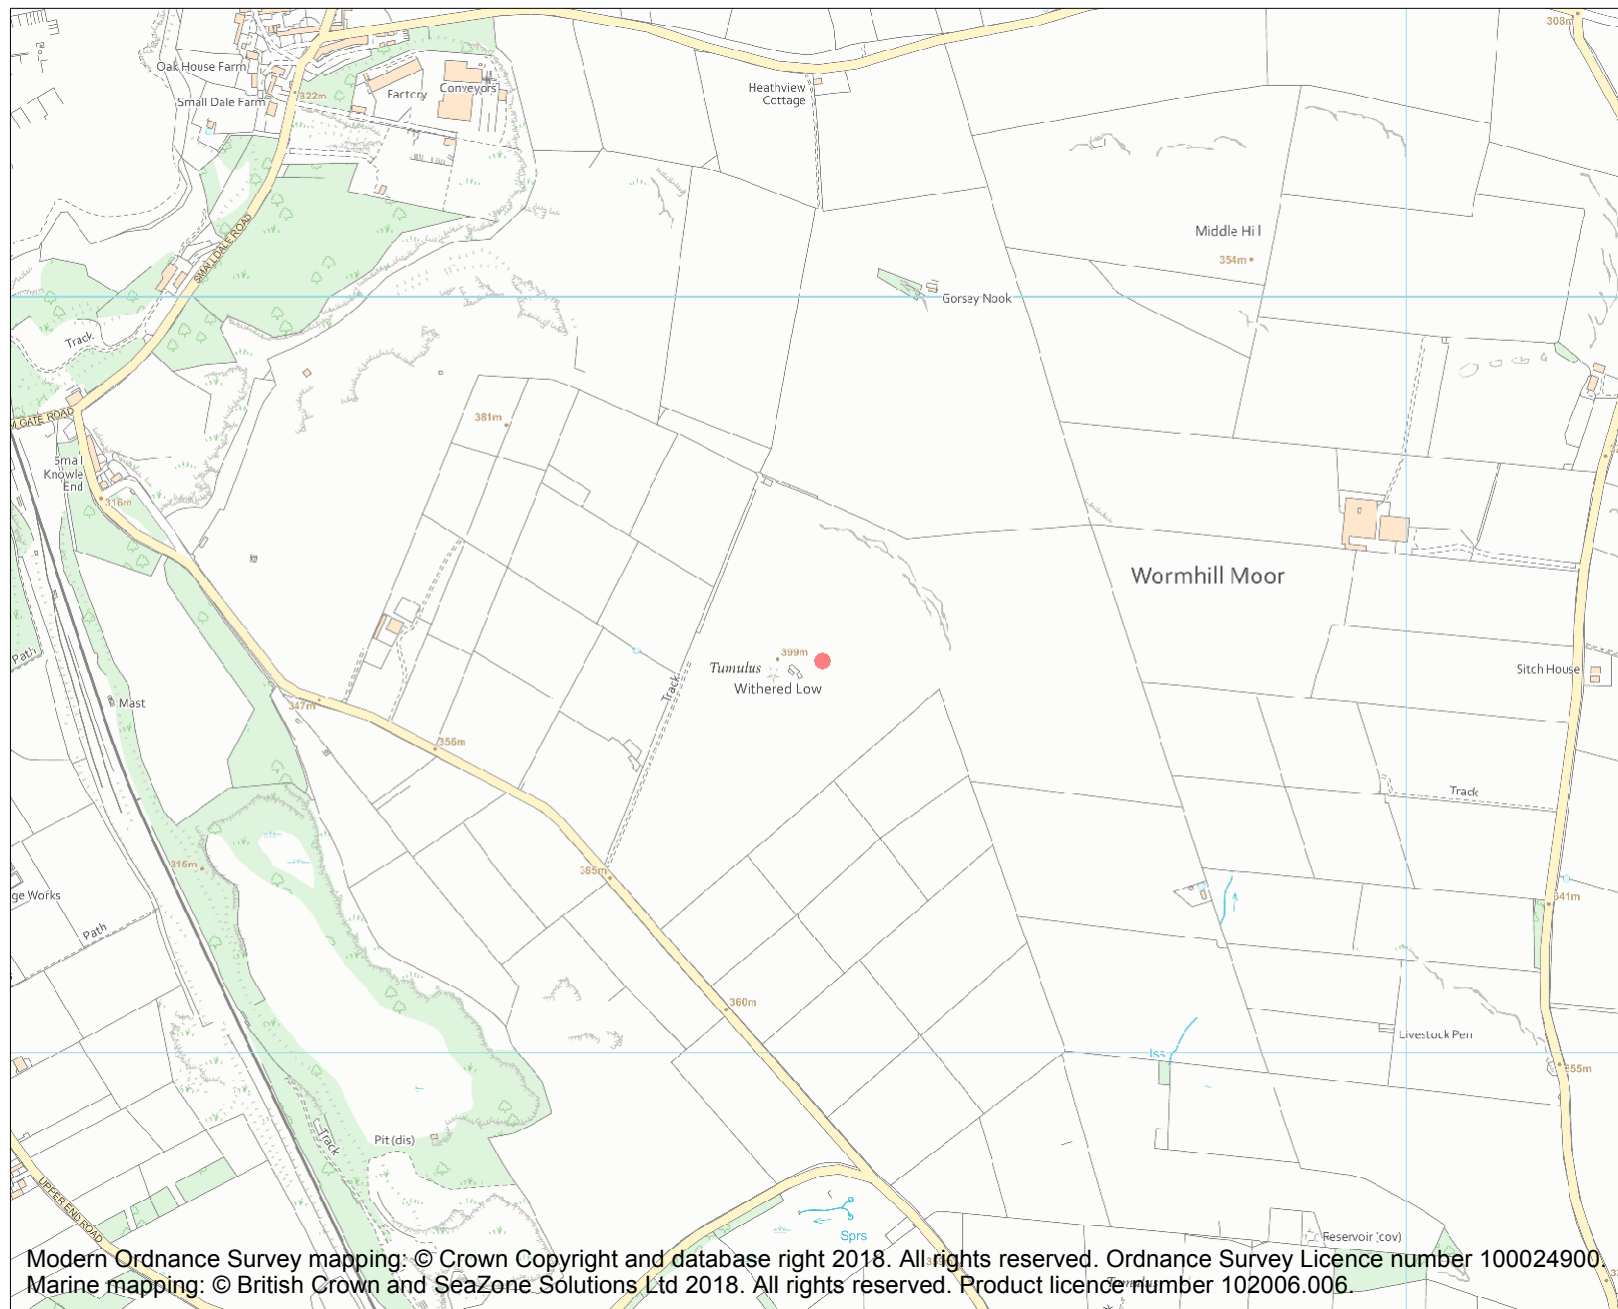 308m
Oak House Farm
Heathview
Cottage
Factory
Conveyors
322m
Small Dale Farm
SMALLDALE ROAD
Middle Hill
354m
Gorsey Nook
Track
381m
GATE ROAD
Small
Knowle
End
316m
Wormhill Moor
399m
Tumulus
Withered Low
Path
Track
Sitch House
Mast
347m
356m
Track
316m
365m
ge Works
341m
Path
360m
Livestock Pen
Iss
355m
Track
Pit (dis)
UPPER END ROAD
Sprs
Reservoir (cov)
Modern Ordnance Survey mapping: © Crown Copyright and database right 2018. All rights reserved. Ordnance Survey Licence number 100024900.
Marine mapping: © British Crown and SeaZone Solutions Ltd 2018. All rights reserved. Product licence number 102006.006.
Tumulus